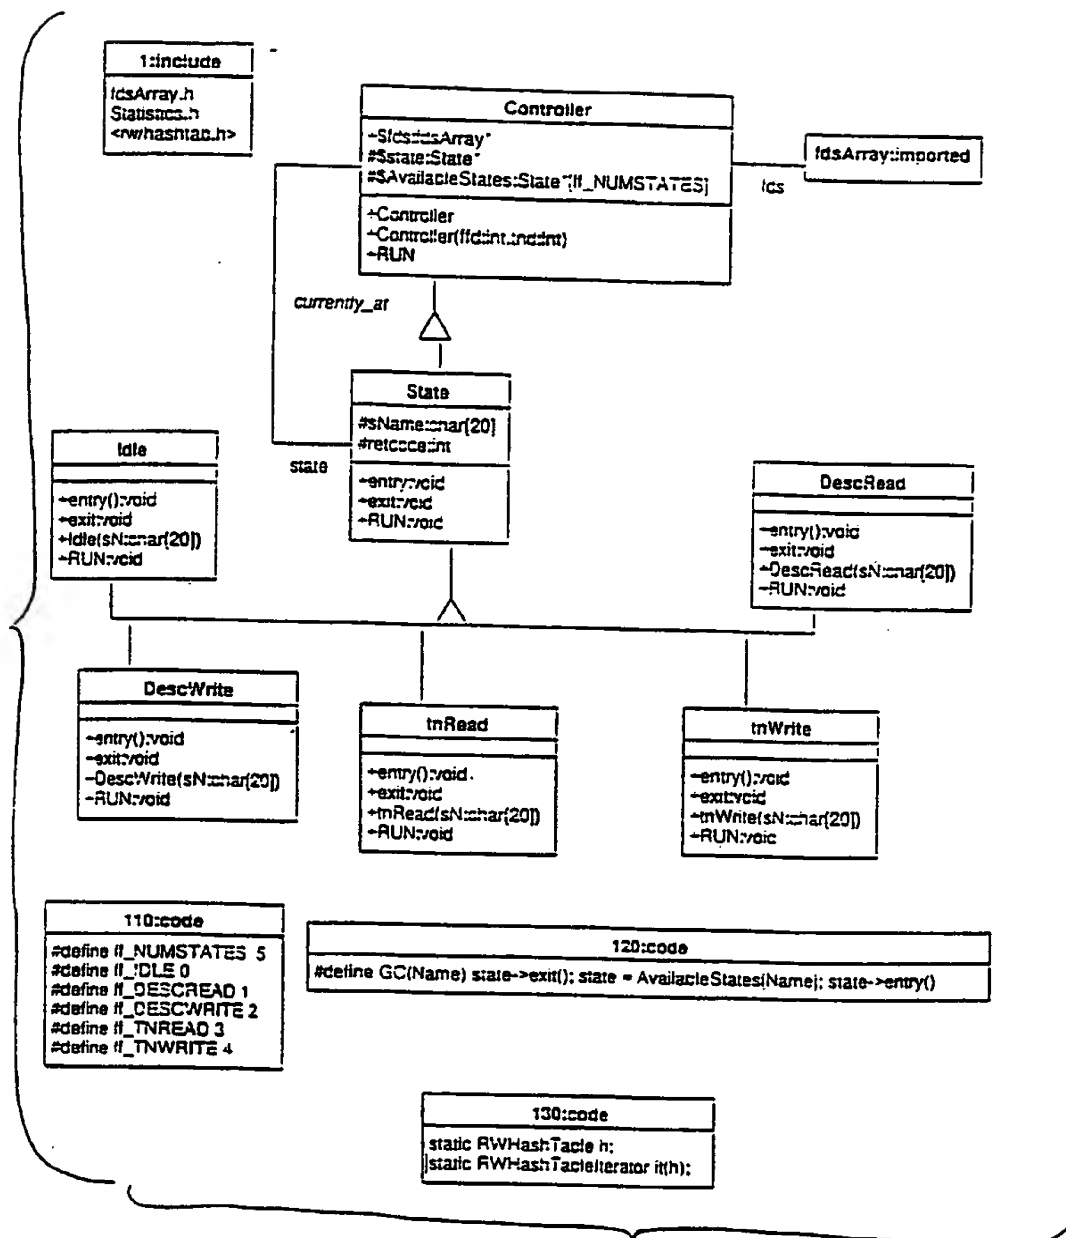 1:include
fdsArray.h
Statistics.h
<rwhashtab.h>
Controller
+$fds:fdsArray*
#$state:State*
#$AvailableStates:State*[ff_NUMSTATES]
+Controller
+Controller(ffd:int,nd:int)
+RUN
fdsArray:imported
fds
currently_at
State
#sName:char[20]
#retcode:int
+entry:void
+exit:void
+RUN:void
state
Idle
+entry():void
+exit:void
+Idle(sN:char[20])
+RUN:void
DescRead
+entry():void
+exit:void
+DescRead(sN:char[20])
+RUN:void
DescWrite
+entry():void
+exit:void
+DescWrite(sN:char[20])
+RUN:void
tnRead
+entry():void
+exit:void
+tnRead(sN:char[20])
+RUN:void
tnWrite
+entry():void
+exit:void
+tnWrite(sN:char[20])
+RUN:void
110:code
#define ff_NUMSTATES 5
#define ff_IDLE 0
#define ff_DESCREAD 1
#define ff_DESCWRITE 2
#define ff_TNREAD 3
#define ff_TNWRITE 4
120:code
#define GC(Name) state->exit(); state = AvailableStates[Name]; state->entry()
130:code
static RWHashTable h;
static RWHashTableIterator it(h);